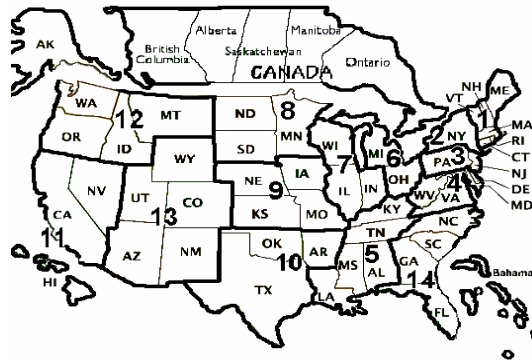 AK
Alberta
Manitoba
British
Columbia
Saskatchewan
Ontario
CANADA
WA
MT
ND
8
MN
VT
NH
ME
1
12
OR
ID
SD
WI
7
MI
6
2
NY
MA
RI
CT
WY
PA
3
NJ
NE
IA
IL
IN
OH
4
DE
MD
NV
UT
CO
9
WV
VA
CA
13
KS
MO
KY
11
NC
TN
AZ
NM
OK
AR
5
SC
10
MS
AL
GA
14
HI
TX
LA
FL
Bahama